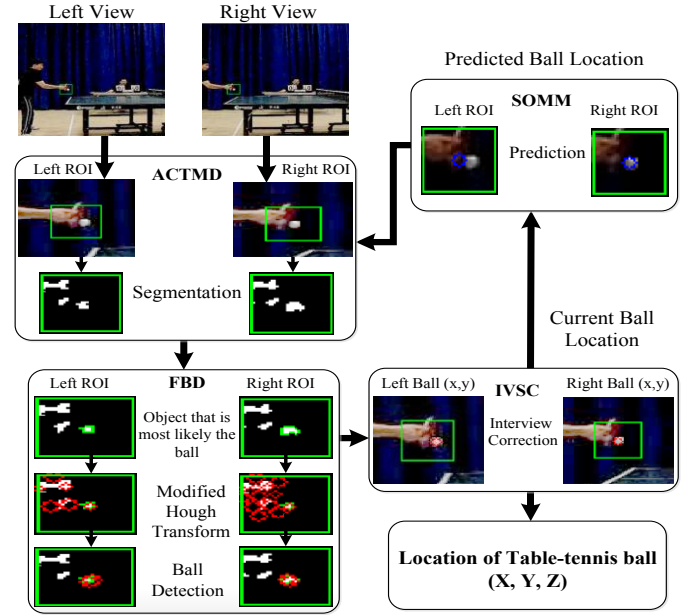 Left View
Right View
Left ROI
ACTMD
Right ROI
Segmentation
Predicted Ball Location
SOMM
Left ROI
Right ROI
Prediction
Current Ball
Location
Left ROI
FBD
Right ROI
Object that is
most likely the
ball
Modified
Hough
Transform
Ball
Detection
Left Ball (x,y)
IVSC
Right Ball (x,y)
Interview
Correction
Location of Table-tennis ball
(X, Y, Z)